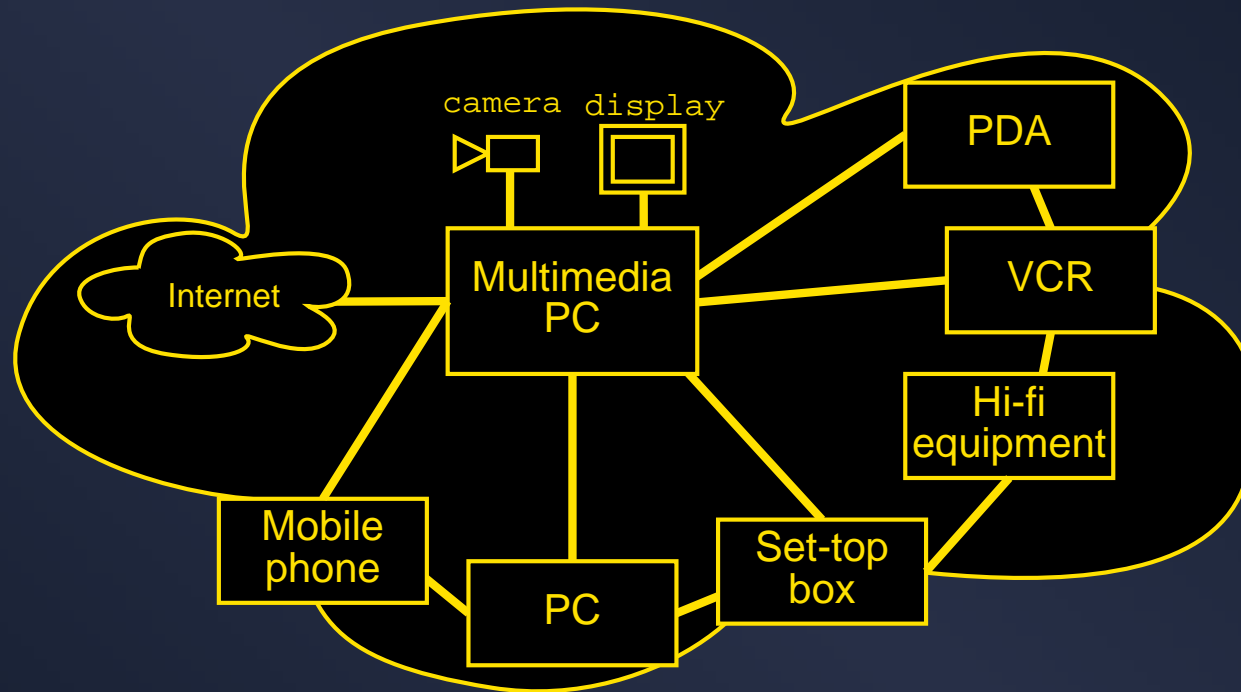 camera display
PDA
Multimedia
PC
VCR
Internet
Hi-fi
equipment
Mobile
phone
Set-top
box
PC